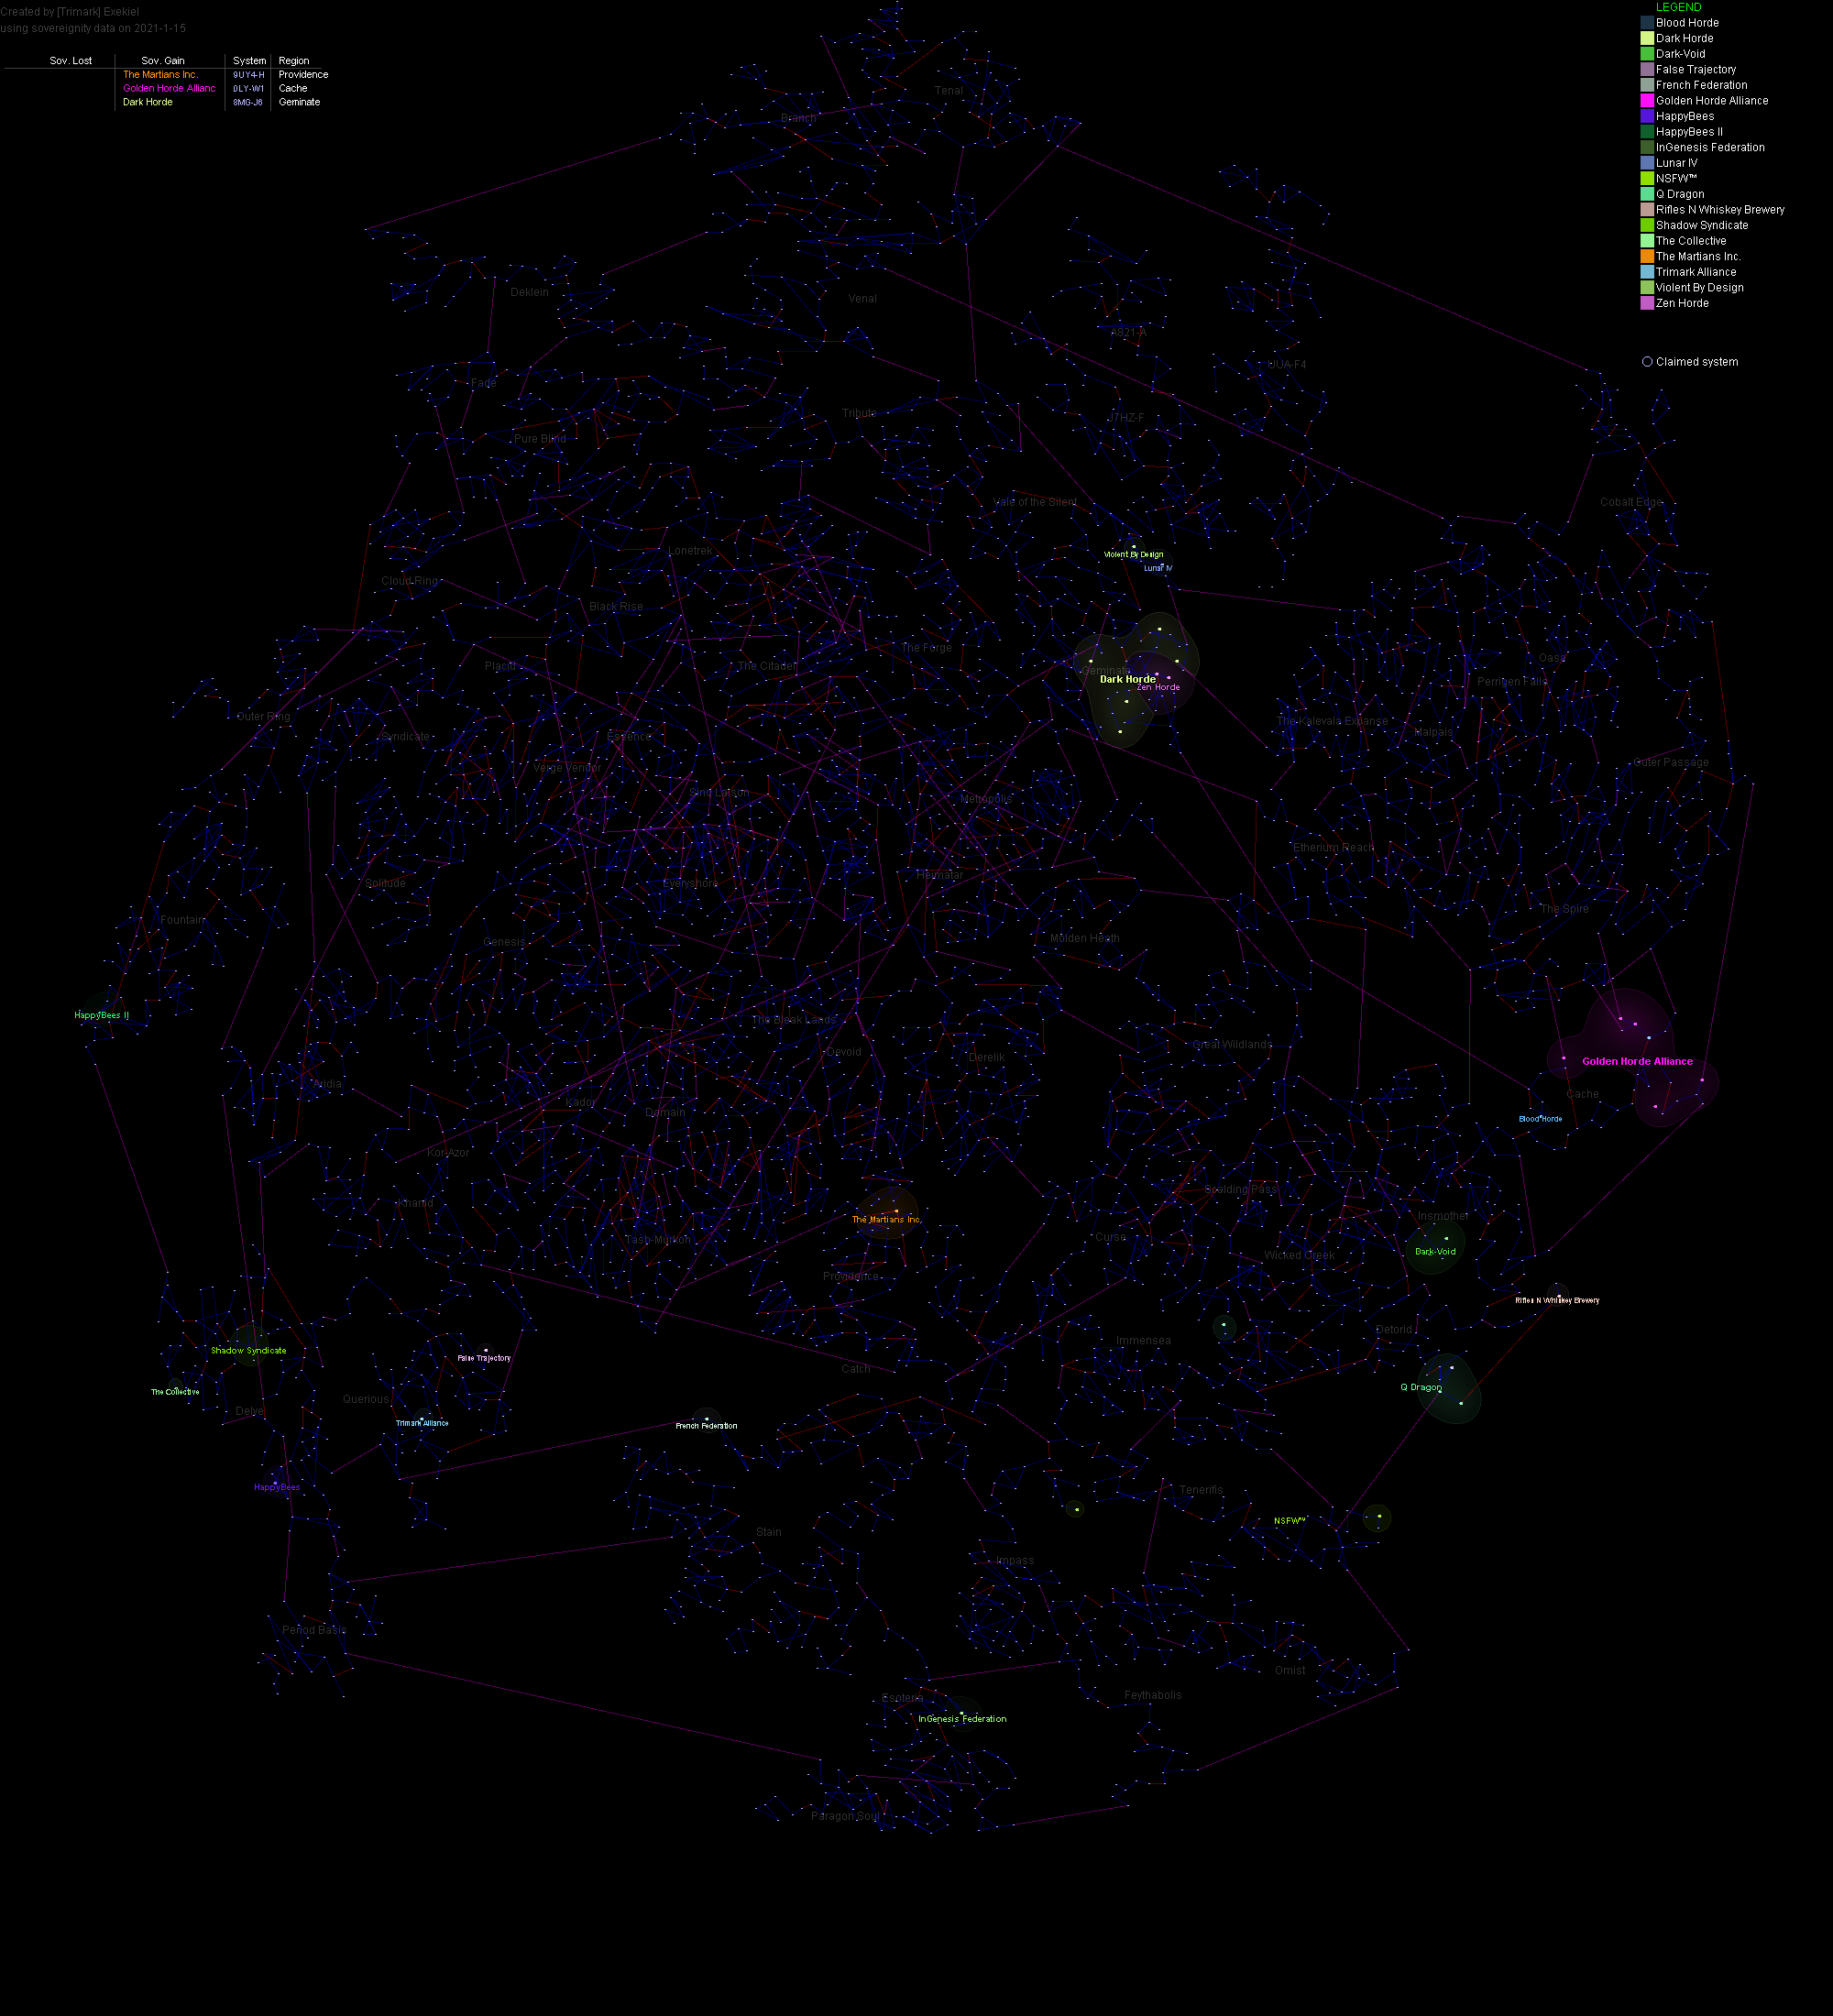 Created by [Trimark] Exekiel
using sovereignity data on 2021-1-15
Sov. Lost Sov. Gain System Region
The Martians Inc. 9UY4-H Providence
Golden Horde Allianc 0LY-W1 Cache
Dark Horde 8MG-J6 Geminate
LEGEND
Blood Horde
Dark Horde
Dark-Void
False Trajectory
French Federation
Golden Horde Alliance
HappyBees
HappyBees II
InGenesis Federation
Lunar IV
NSFW™
Q Dragon
Rifles N Whiskey Brewery
Shadow Syndicate
The Collective
The Martians Inc.
Trimark Alliance
Violent By Design
Zen Horde
Claimed system
Tenal
Branch
Deklein
Venal
A821-A
UUA-F4
Fade
Tribute
J7HZ-F
Pure Blind
Vale of the Silent
Cobalt Edge
Lonetrek
Violent By Design
Lunar IV
Cloud Ring
Black Rise
The Forge
Placid
The Citadel
Geminate
Dark Horde
Zen Horde
Oasa
Perrigen Falls
Outer Ring
Syndicate
Essence
The Kalevala Expanse
Malpais
Verge Vendor
Outer Passage
Sinq Laison
Metropolis
Etherium Reach
Solitude
Everyshore
Heimatar
Fountain
The Spire
Genesis
Molden Heath
HappyBees II
The Bleak Lands
Devoid
Derelik
Great Wildlands
Golden Horde Alliance
Aridia
Kador
Domain
Cache
Blood Horde
Kor-Azor
Khanid
Scalding Pass
The Martians Inc.
Insmother
Tash-Murkon
Curse
Dark-Void
Wicked Creek
Providence
Rifles N Whiskey Brewery
Detorid
Immensea
Shadow Syndicate
False Trajectory
Catch
The Collective
Q Dragon
Querious
Delve
Trimark Alliance
French Federation
HappyBees
Tenerifis
NSFW™
Stain
Impass
Period Basis
Omist
Feythabolis
Esoteria
InGenesis Federation
Paragon Soul